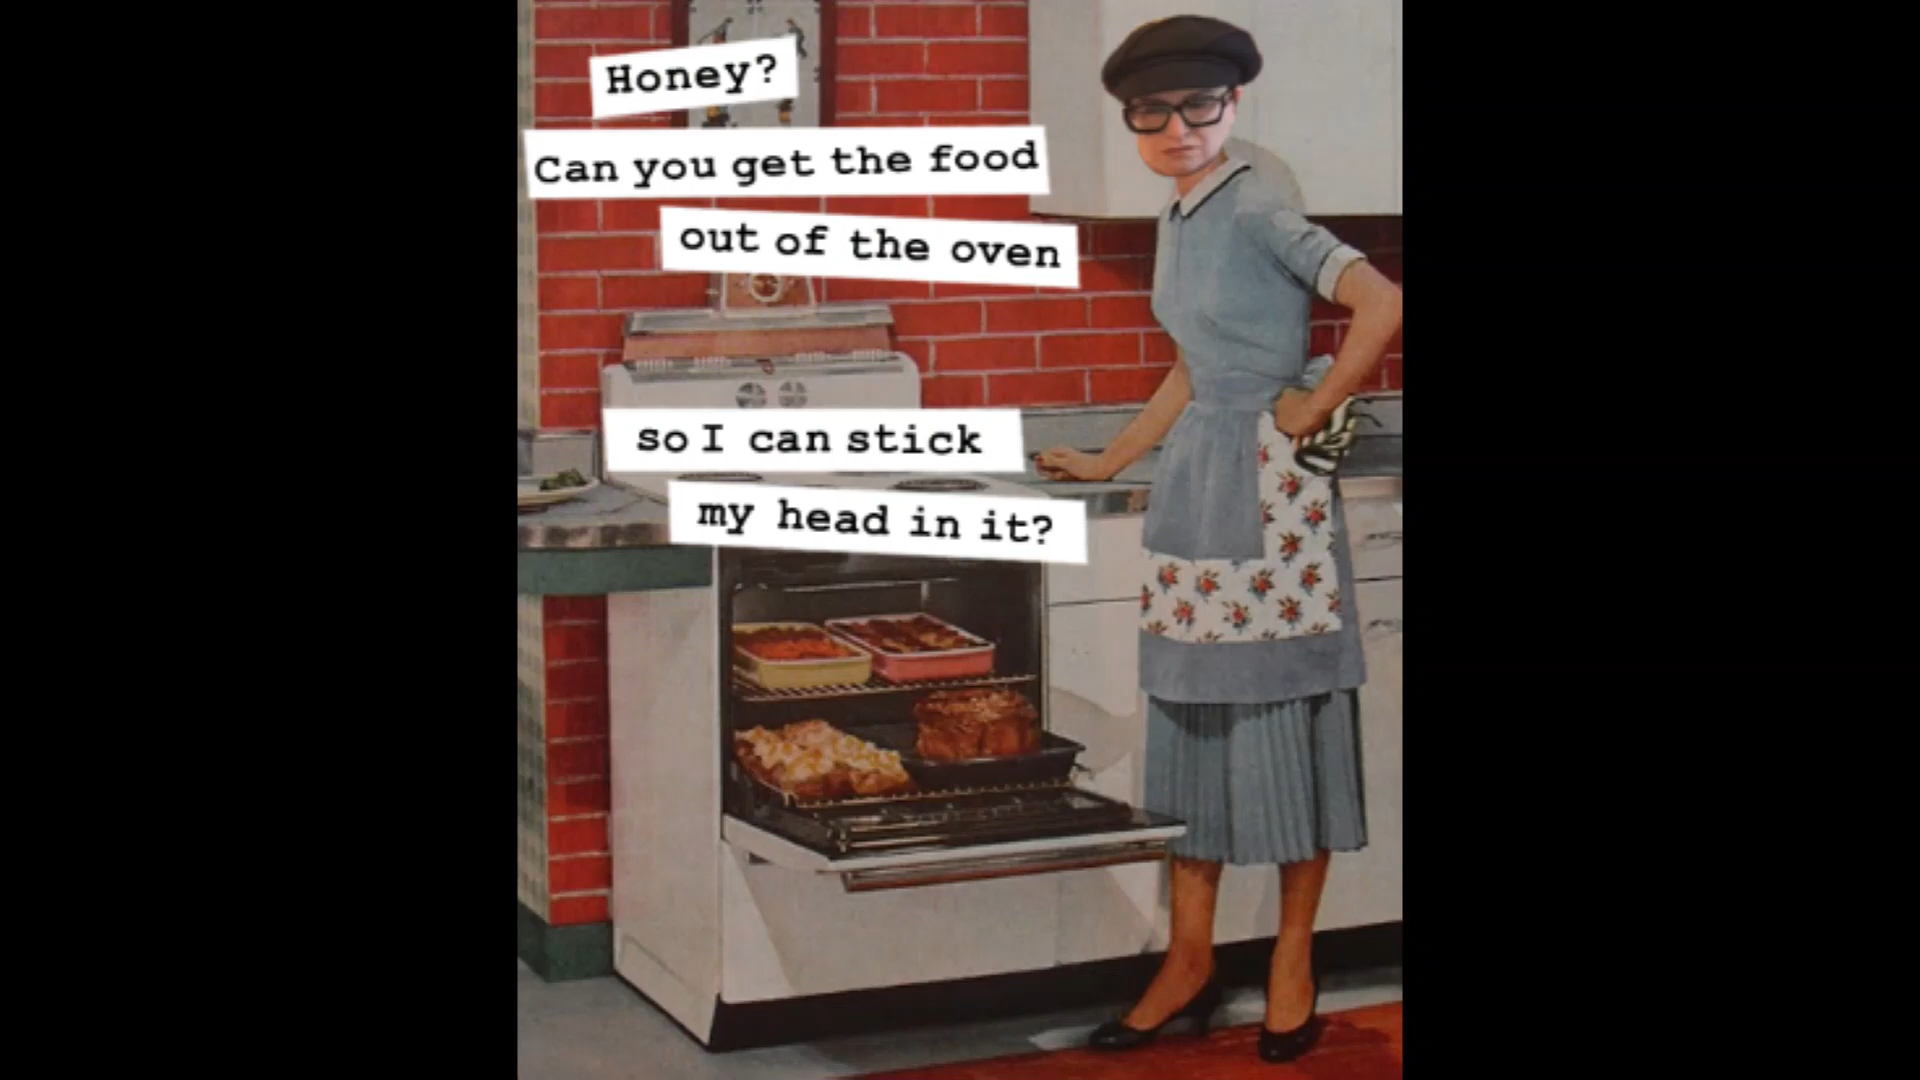 Honey?
Can you get the food
out of the oven
so I can stick
my head in it?